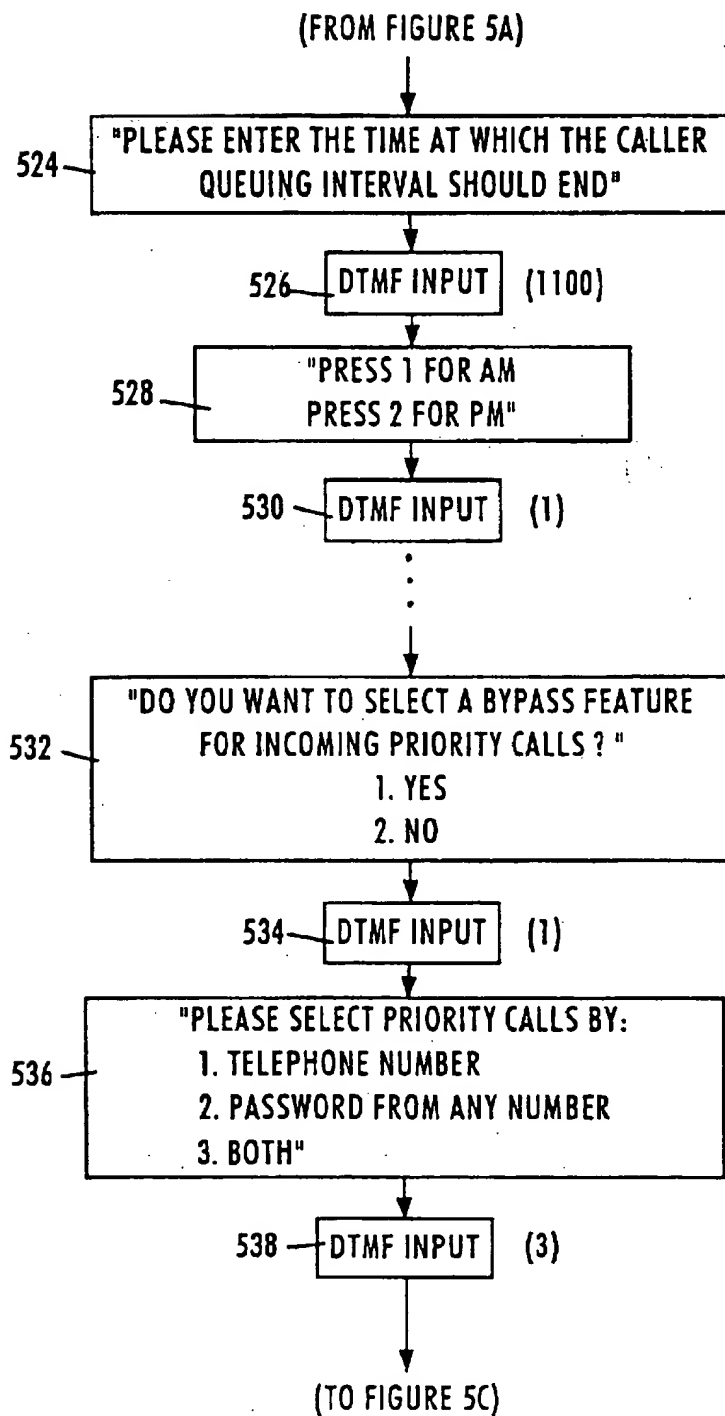 (FROM FIGURE 5A)
524
"PLEASE ENTER THE TIME AT WHICH THE CALLER
QUEUING INTERVAL SHOULD END"
526
DTMF INPUT (1100)
528
"PRESS 1 FOR AM
PRESS 2 FOR PM"
530
DTMF INPUT (1)
532
"DO YOU WANT TO SELECT A BYPASS FEATURE
FOR INCOMING PRIORITY CALLS ? "
1. YES
2. NO
534
DTMF INPUT (1)
536
"PLEASE SELECT PRIORITY CALLS BY:
1. TELEPHONE NUMBER
2. PASSWORD FROM ANY NUMBER
3. BOTH"
538
DTMF INPUT (3)
(TO FIGURE 5C)